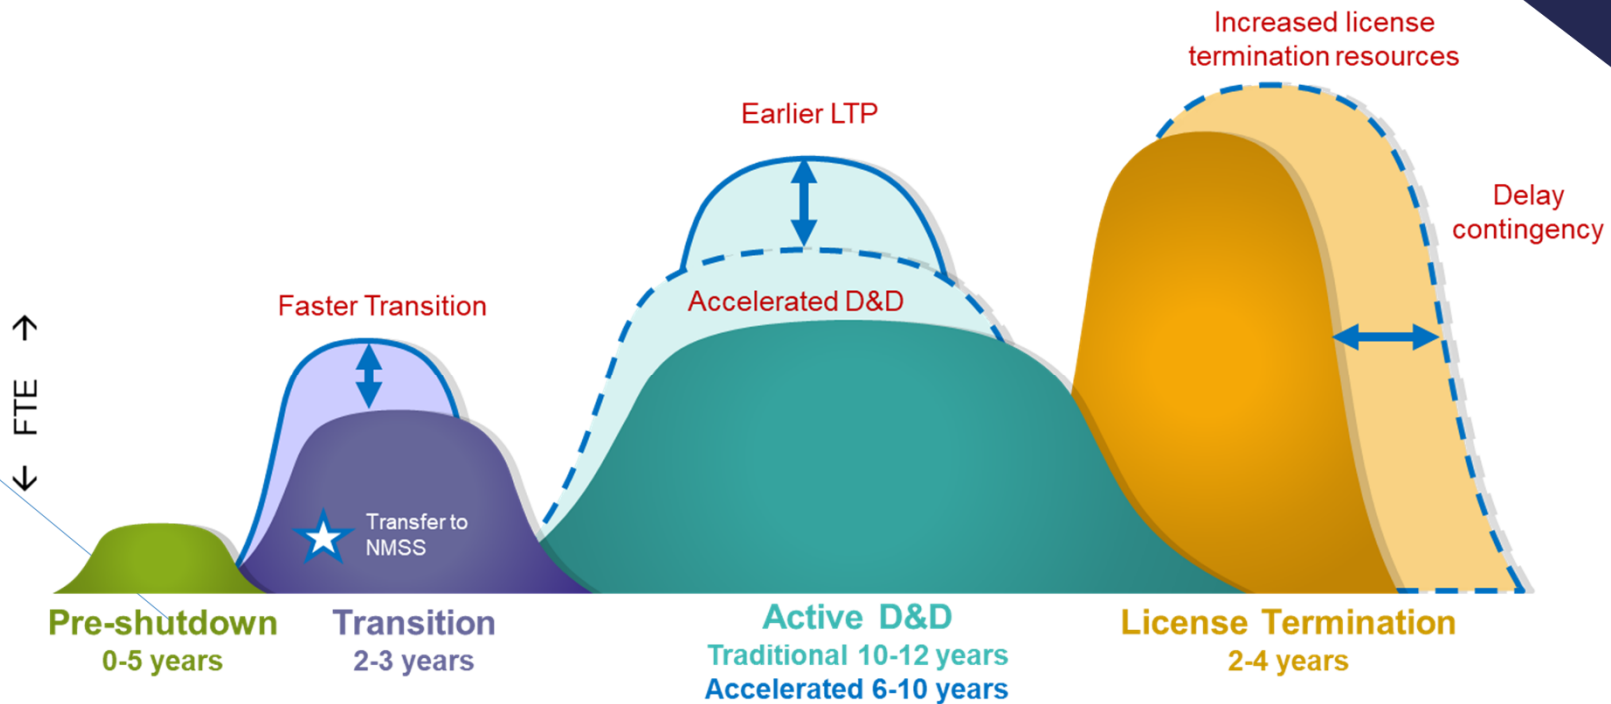 Increased license
termination resources
Earlier LTP
Delay
contingency
Faster Transition
Accelerated D&D
FTE
Transfer to
NMSS
Pre-shutdown
0-5 years
Transition
2-3 years
Active D&D
Traditional 10-12 years
Accelerated 6-10 years
License Termination
2-4 years